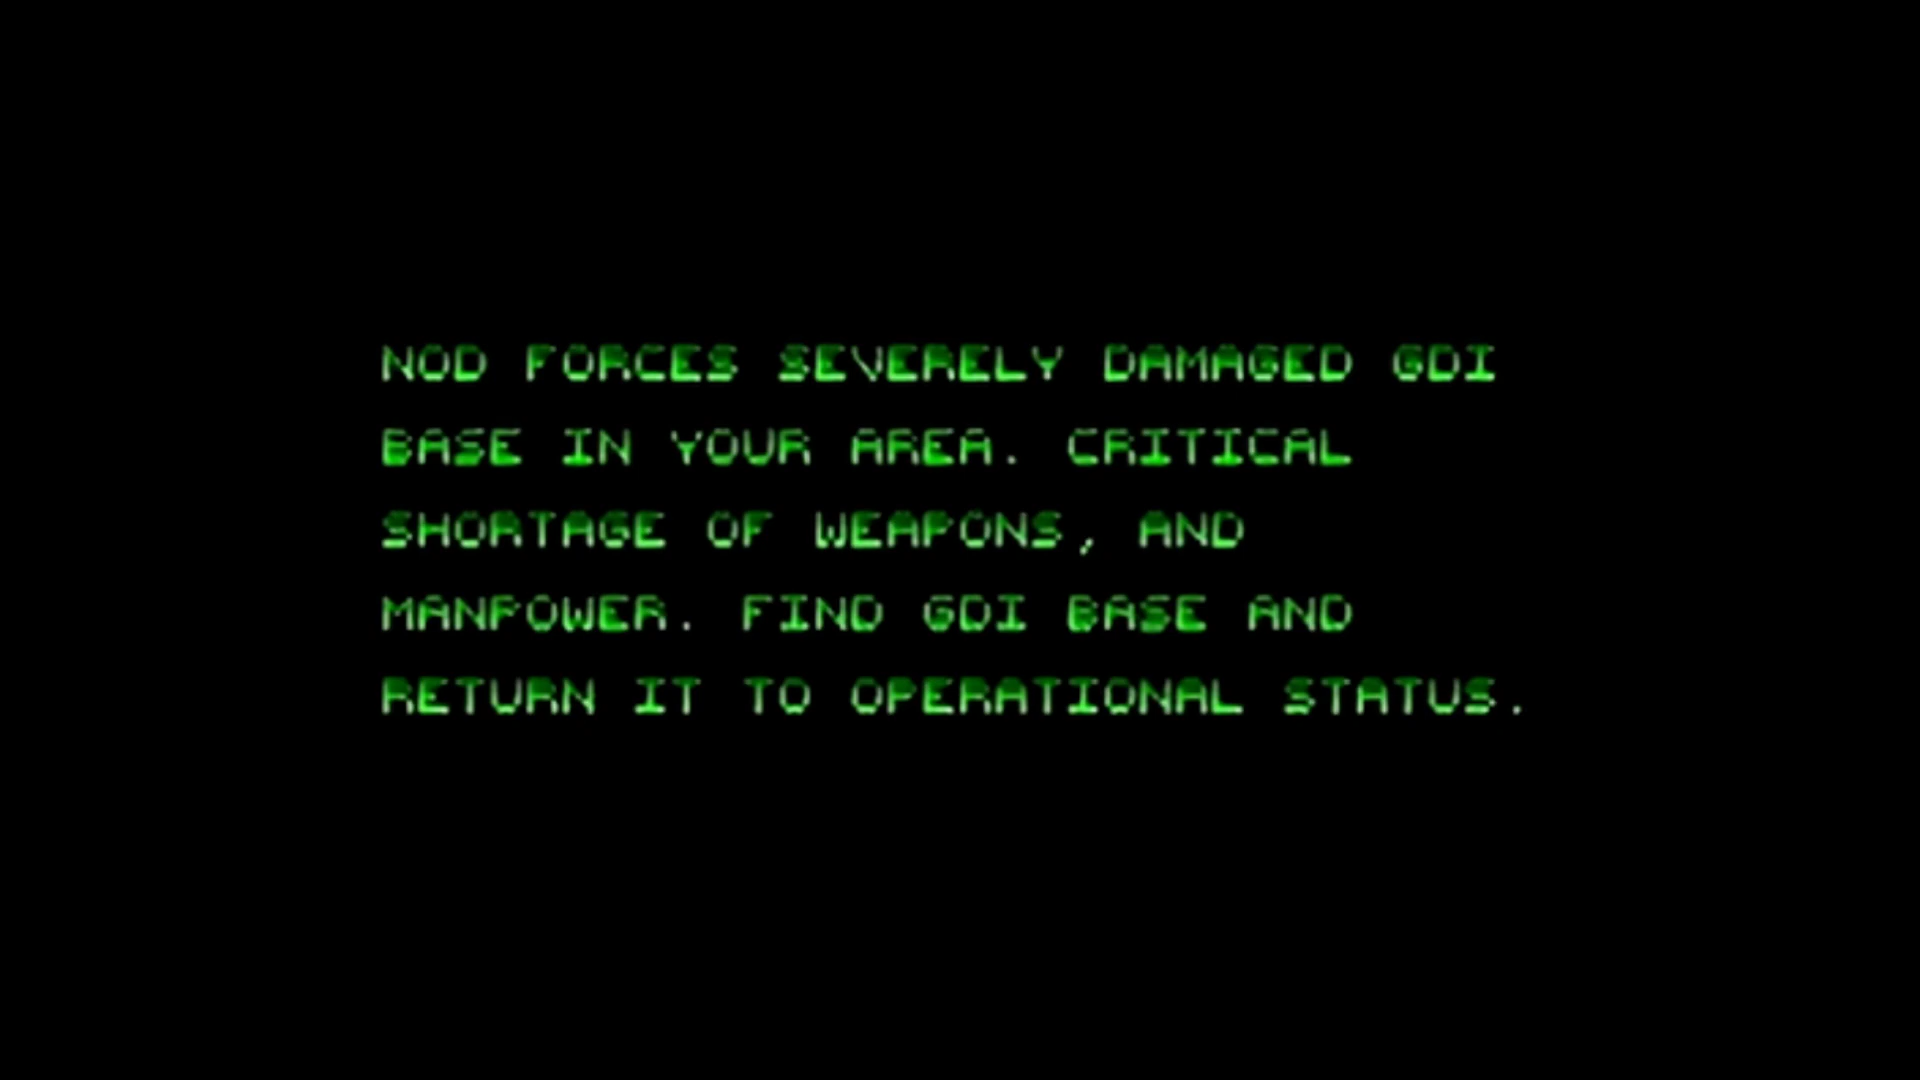 NOD FORCES SEVERELY DAMAGED GDI
BASE IN YOUR AREA. CRITICAL
SHORTAGE OF WEAPONS, AND
MANPOWER. FIND GDI BASE AND
RETURN IT TO OPERATIONAL STATUS.